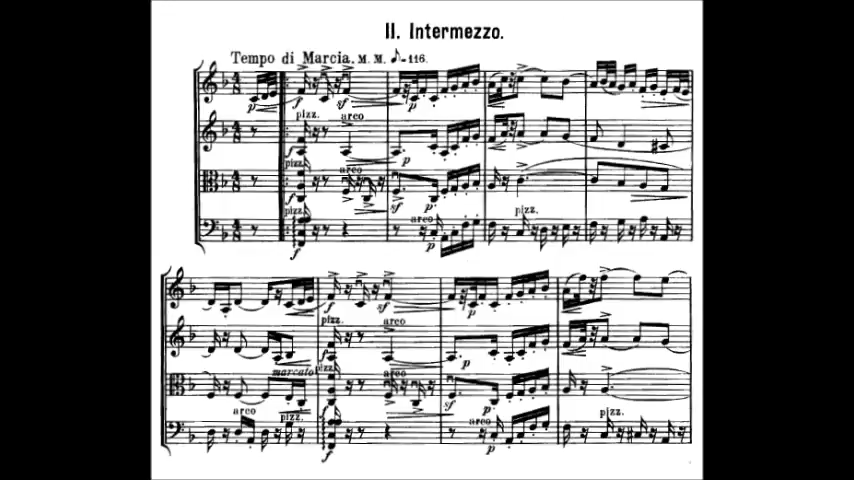 II. Intermezzo.
Tempo di Marcia. M. M. ♪=116.
p f sf p
pizz. arco
f p
pizz. arco
f sf p
pizz. arco pizz.
f p
f sf p
pizz. arco
f p
marcato pizz. arco
f sf p
arco pizz. arco pizz.
f p